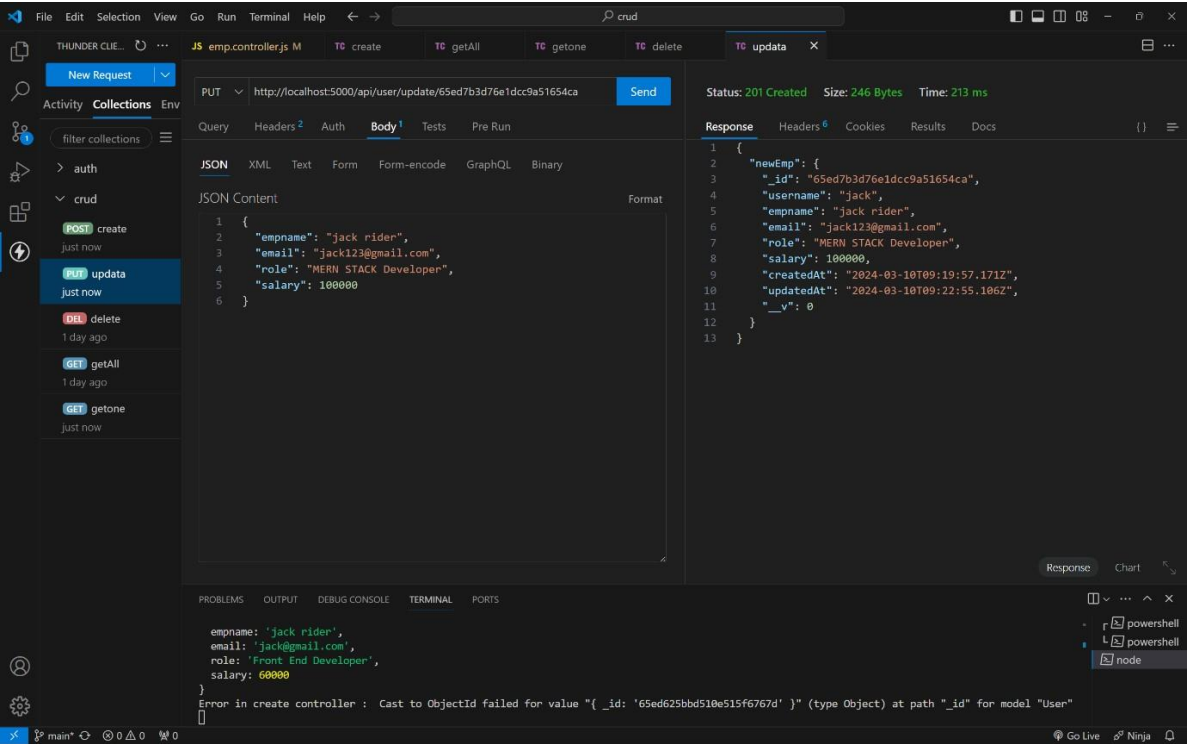 File Edit Selection View Go Run Terminal Help
crud
THUNDER CLIE...
JS emp.controller.js M
TC create
TC getAll
TC getone
TC delete
TC updata
New Request
Activity Collections Env
filter collections
auth
crud
POST create
just now
PUT updata
just now
DEL delete
1 day ago
GET getAll
1 day ago
GET getone
just now
PUT http://localhost:5000/api/user/update/65ed7b3d76e1dcc9a51654ca Send
Query Headers 2 Auth Body 1 Tests Pre Run
JSON XML Text Form Form-encode GraphQL Binary
JSON Content Format
1 {
2 "empname": "jack rider",
3 "email": "jack123@gmail.com",
4 "role": "MERN STACK Developer",
5 "salary": 100000
6 }
Status: 201 Created Size: 246 Bytes Time: 213 ms
Response Headers 6 Cookies Results Docs {}
1 {
2 "newEmp": {
3 "_id": "65ed7b3d76e1dcc9a51654ca",
4 "username": "jack",
5 "empname": "jack rider",
6 "email": "jack123@gmail.com",
7 "role": "MERN STACK Developer",
8 "salary": 100000,
9 "createdAt": "2024-03-10T09:19:57.171Z",
10 "updatedAt": "2024-03-10T09:22:55.106Z",
11 "__v": 0
12 }
13 }
Response Chart
PROBLEMS OUTPUT DEBUG CONSOLE TERMINAL PORTS
empname: 'jack rider',
email: 'jack@gmail.com',
role: 'Front End Developer',
salary: 60000
}
Error in create controller : Cast to ObjectId failed for value "{ _id: '65ed625bbd510e515f6767d' }" (type Object) at path "_id" for model "User"
powershell
powershell
node
main* 0 0 0
Go Live Ninja